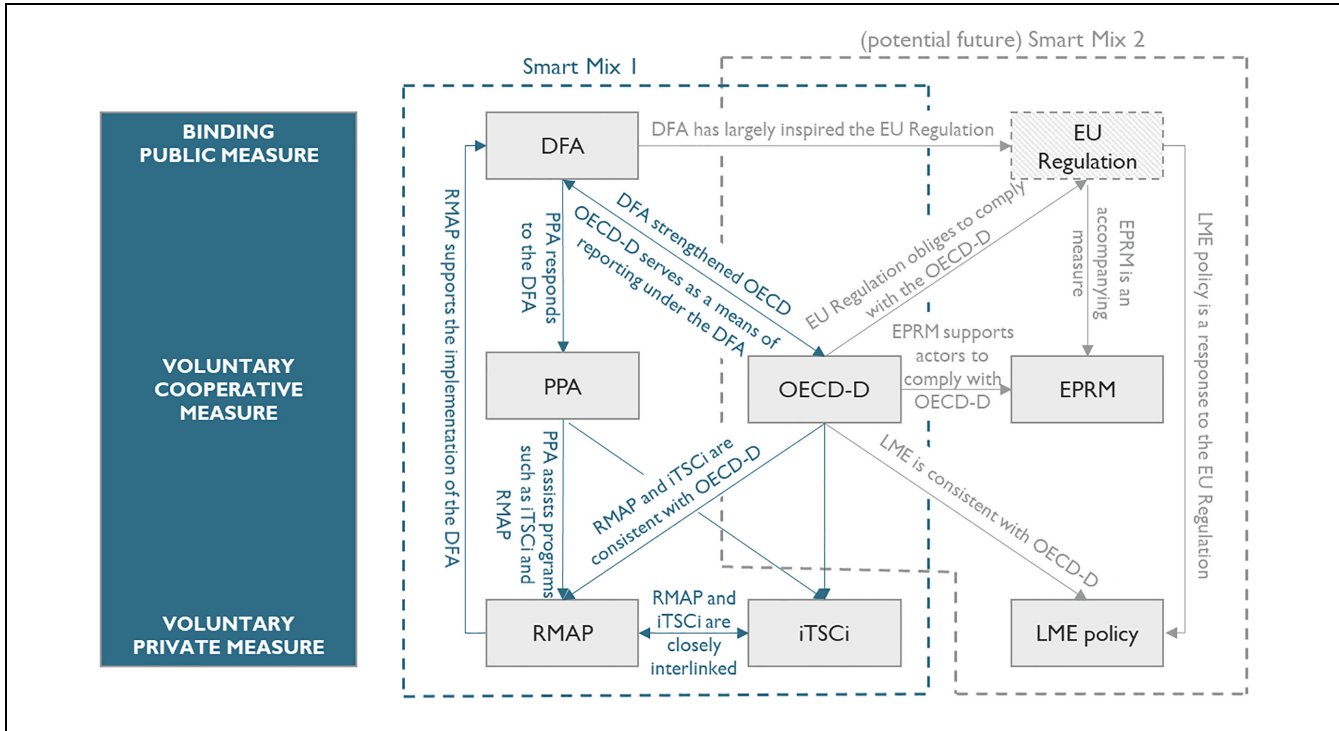 (potential future) Smart Mix 2
Smart Mix 1
BINDING
PUBLIC MEASURE
VOLUNTARY
COOPERATIVE
MEASURE
VOLUNTARY
PRIVATE MEASURE
DFA
DFA has largely inspired the EU Regulation
EU
Regulation
RMAP supports the implementation of the DFA
PPA responds
to the DFA
DFA strengthened OECD
OECD-D serves as a means of
reporting under the DFA
EU Regulation obliges to comply
with the OECD-D
EPRM is an
accompanying
measure
LME policy is a response to the EU Regulation
PPA
OECD-D
EPRM supports
actors to
comply with
OECD-D
EPRM
PPA assists programs
such as iTSCi and
RMAP
RMAP and iTSCi are
consistent with OECD-D
LME is consistent with OECD-D
RMAP
RMAP and
iTSCi are
closely
interlinked
iTSCi
LME policy